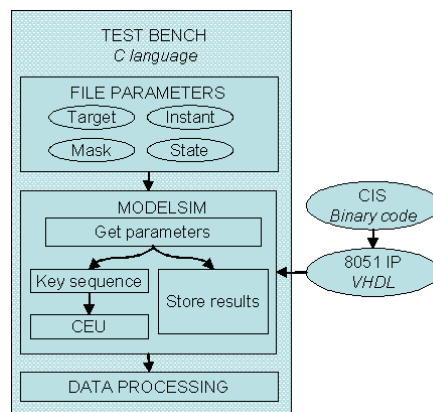 TEST BENCH
C language
FILE PARAMETERS
Target
Instant
Mask
State
MODELSIM
Get parameters
Key sequence
Store results
CEU
DATA PROCESSING
CIS
Binary code
8051 IP
VHDL